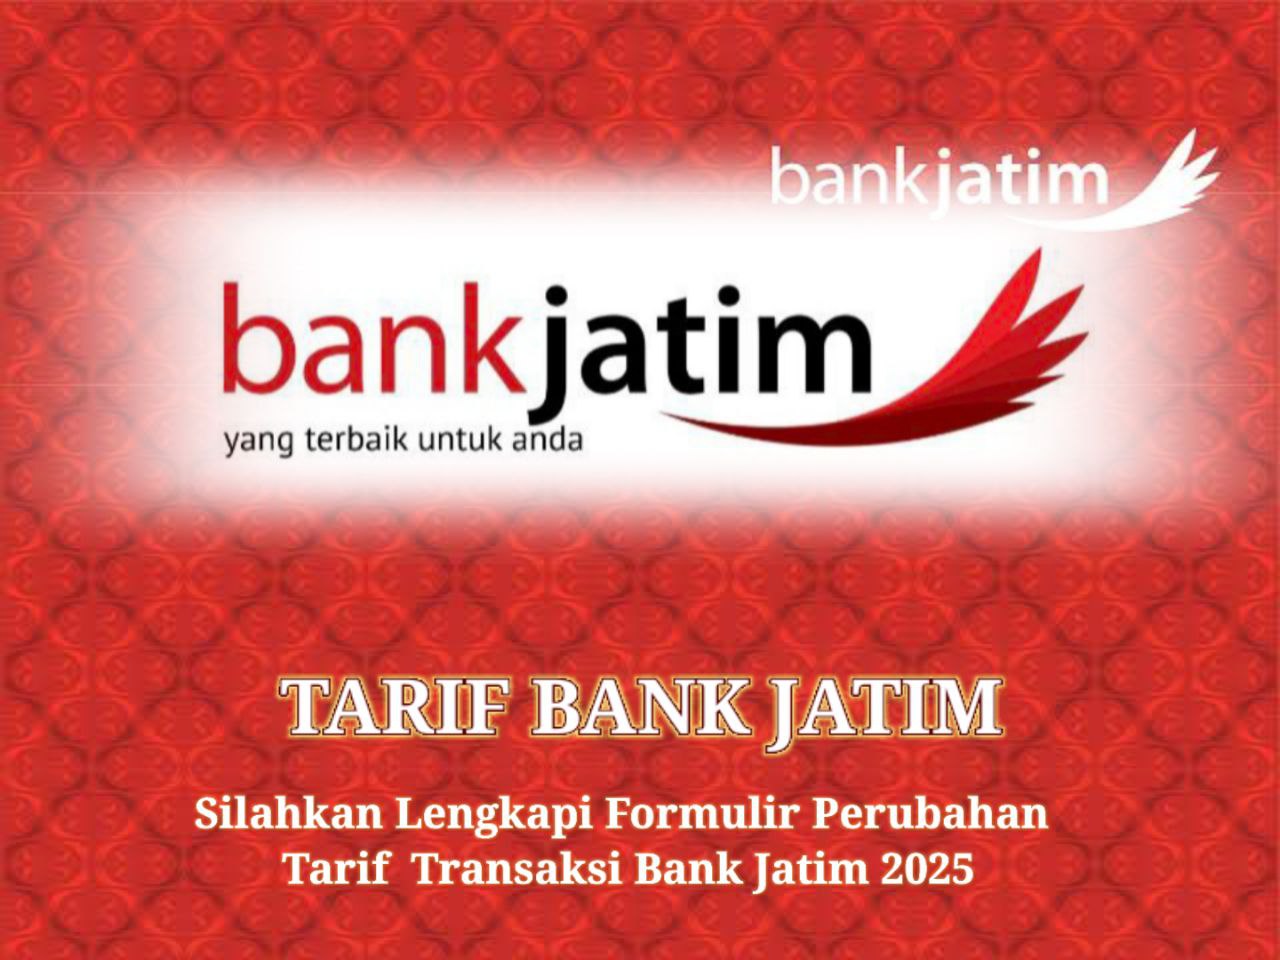 bankjatim
bankjatim
yang terbaik untuk anda
TARIF BANK JATIM
Silahkan Lengkapi Formulir Perubahan
Tarif  Transaksi Bank Jatim 2025